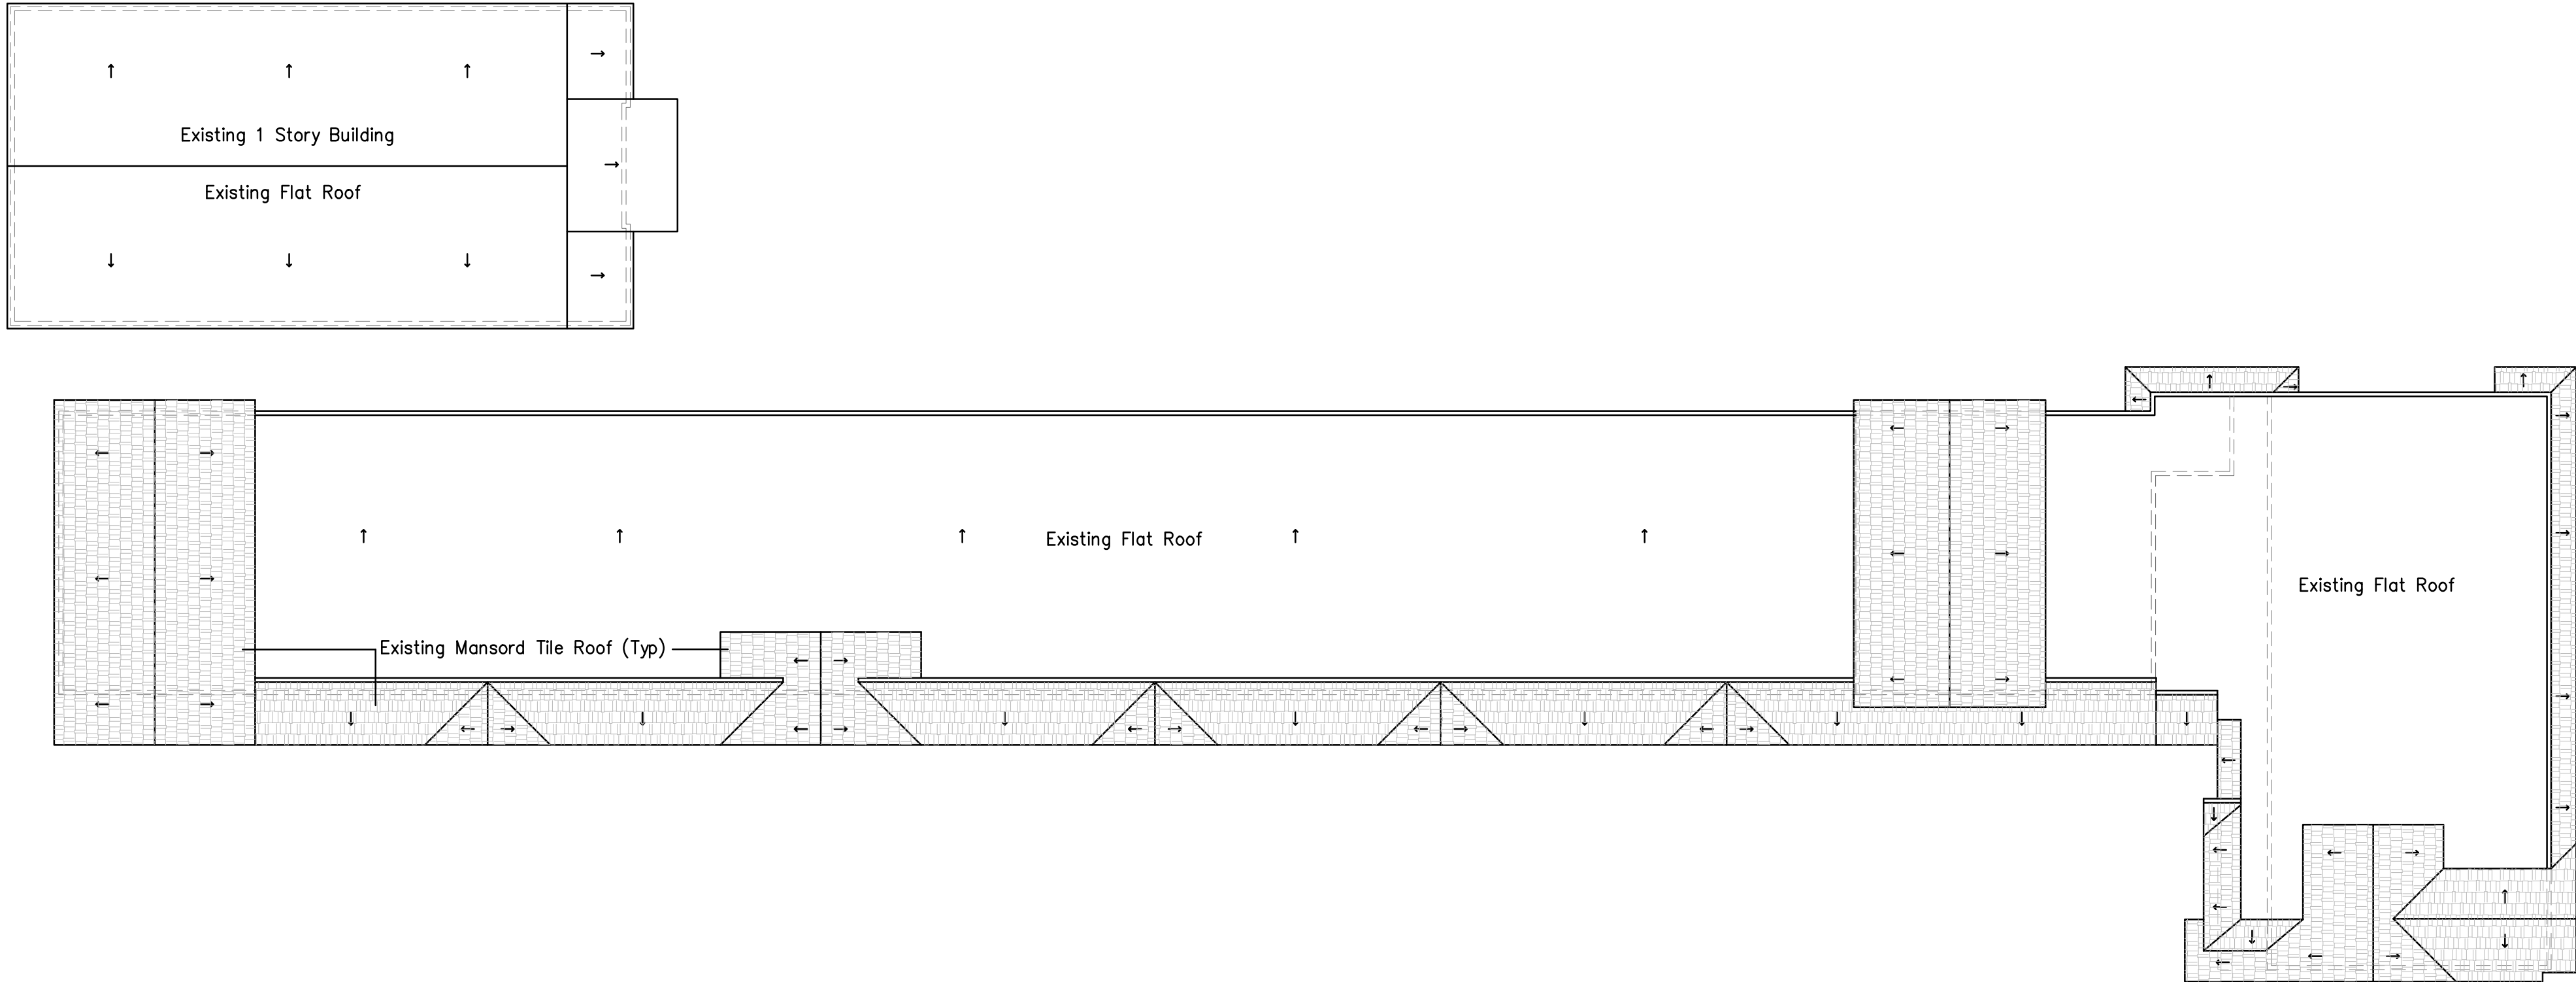 Existing 1 Story Building
Existing Flat Roof
Existing Flat Roof
Existing Flat Roof
Existing Mansord Tile Roof (Typ)